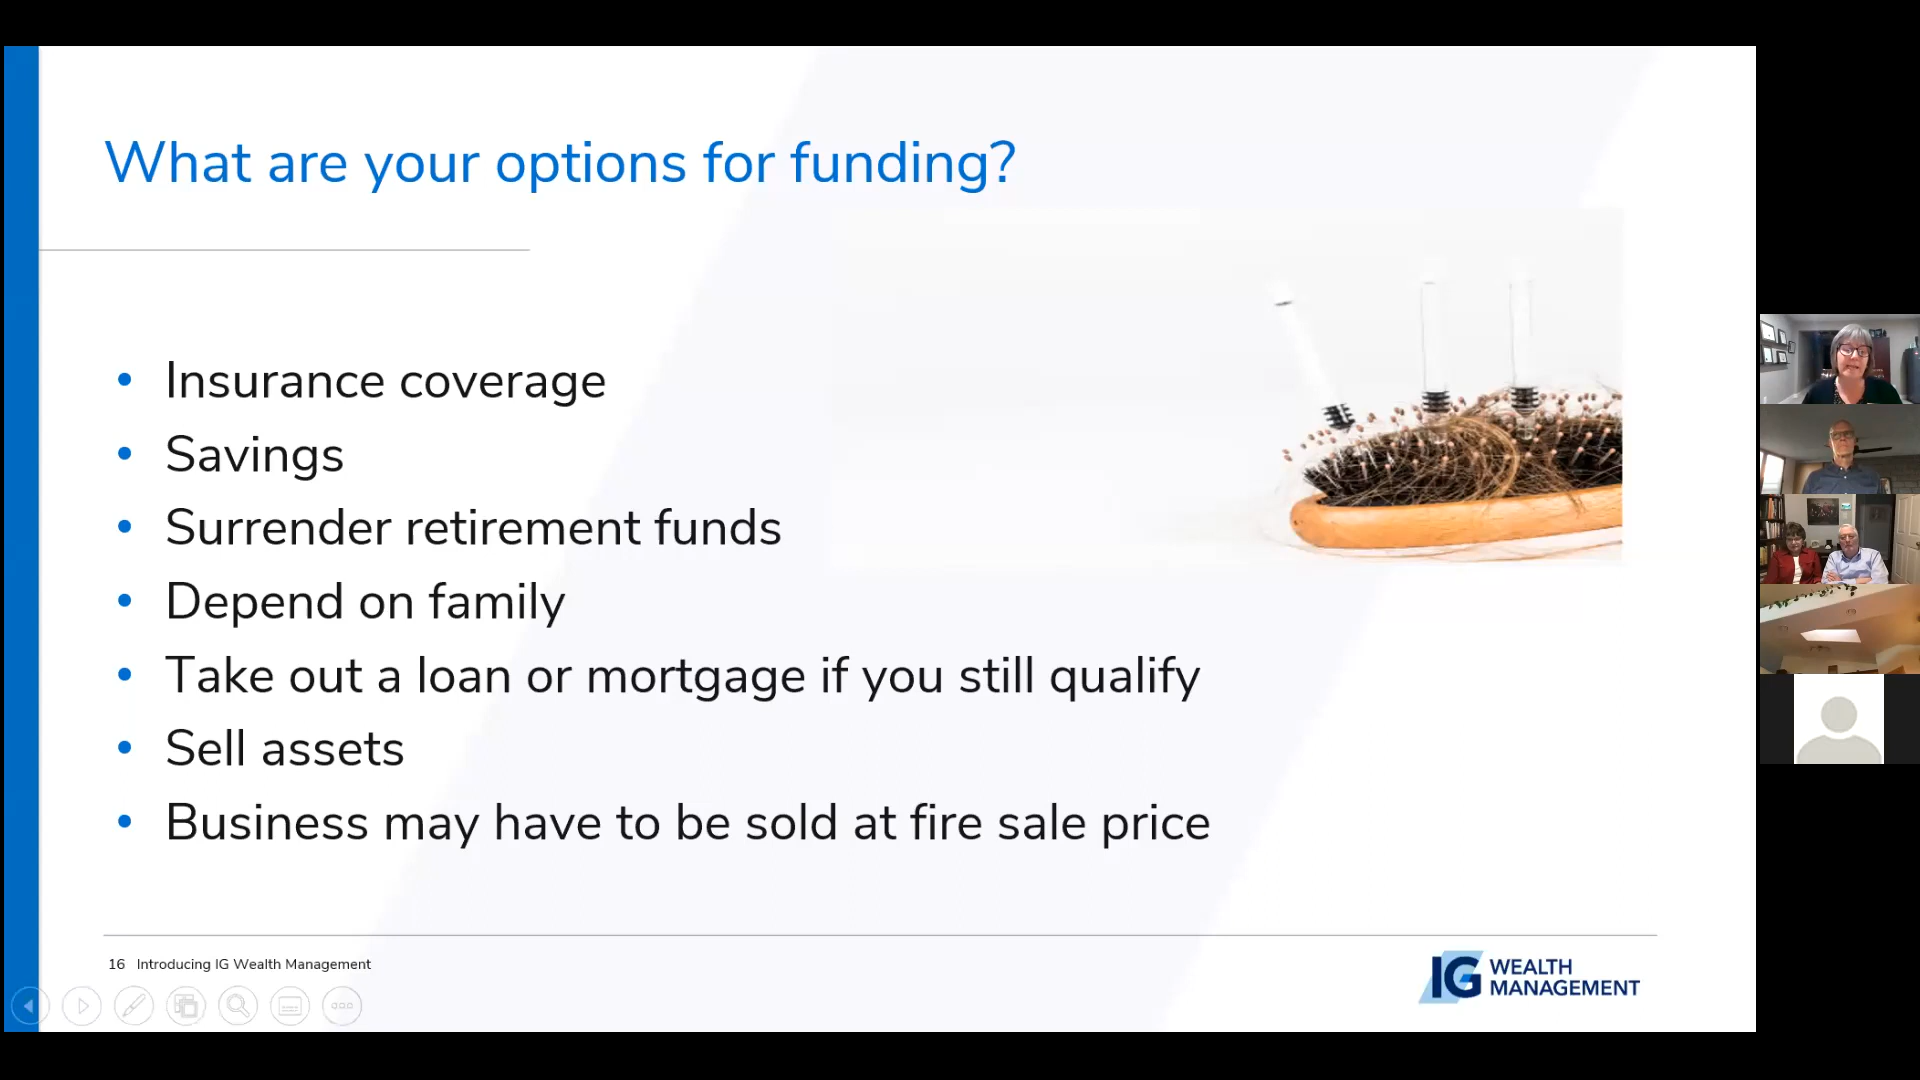 What are your options for funding?
• Insurance coverage
• Savings
• Surrender retirement funds
• Depend on family
• Take out a loan or mortgage if you still qualify
• Sell assets
• Business may have to be sold at fire sale price
16 Introducing IG Wealth Management
IG WEALTH
MANAGEMENT